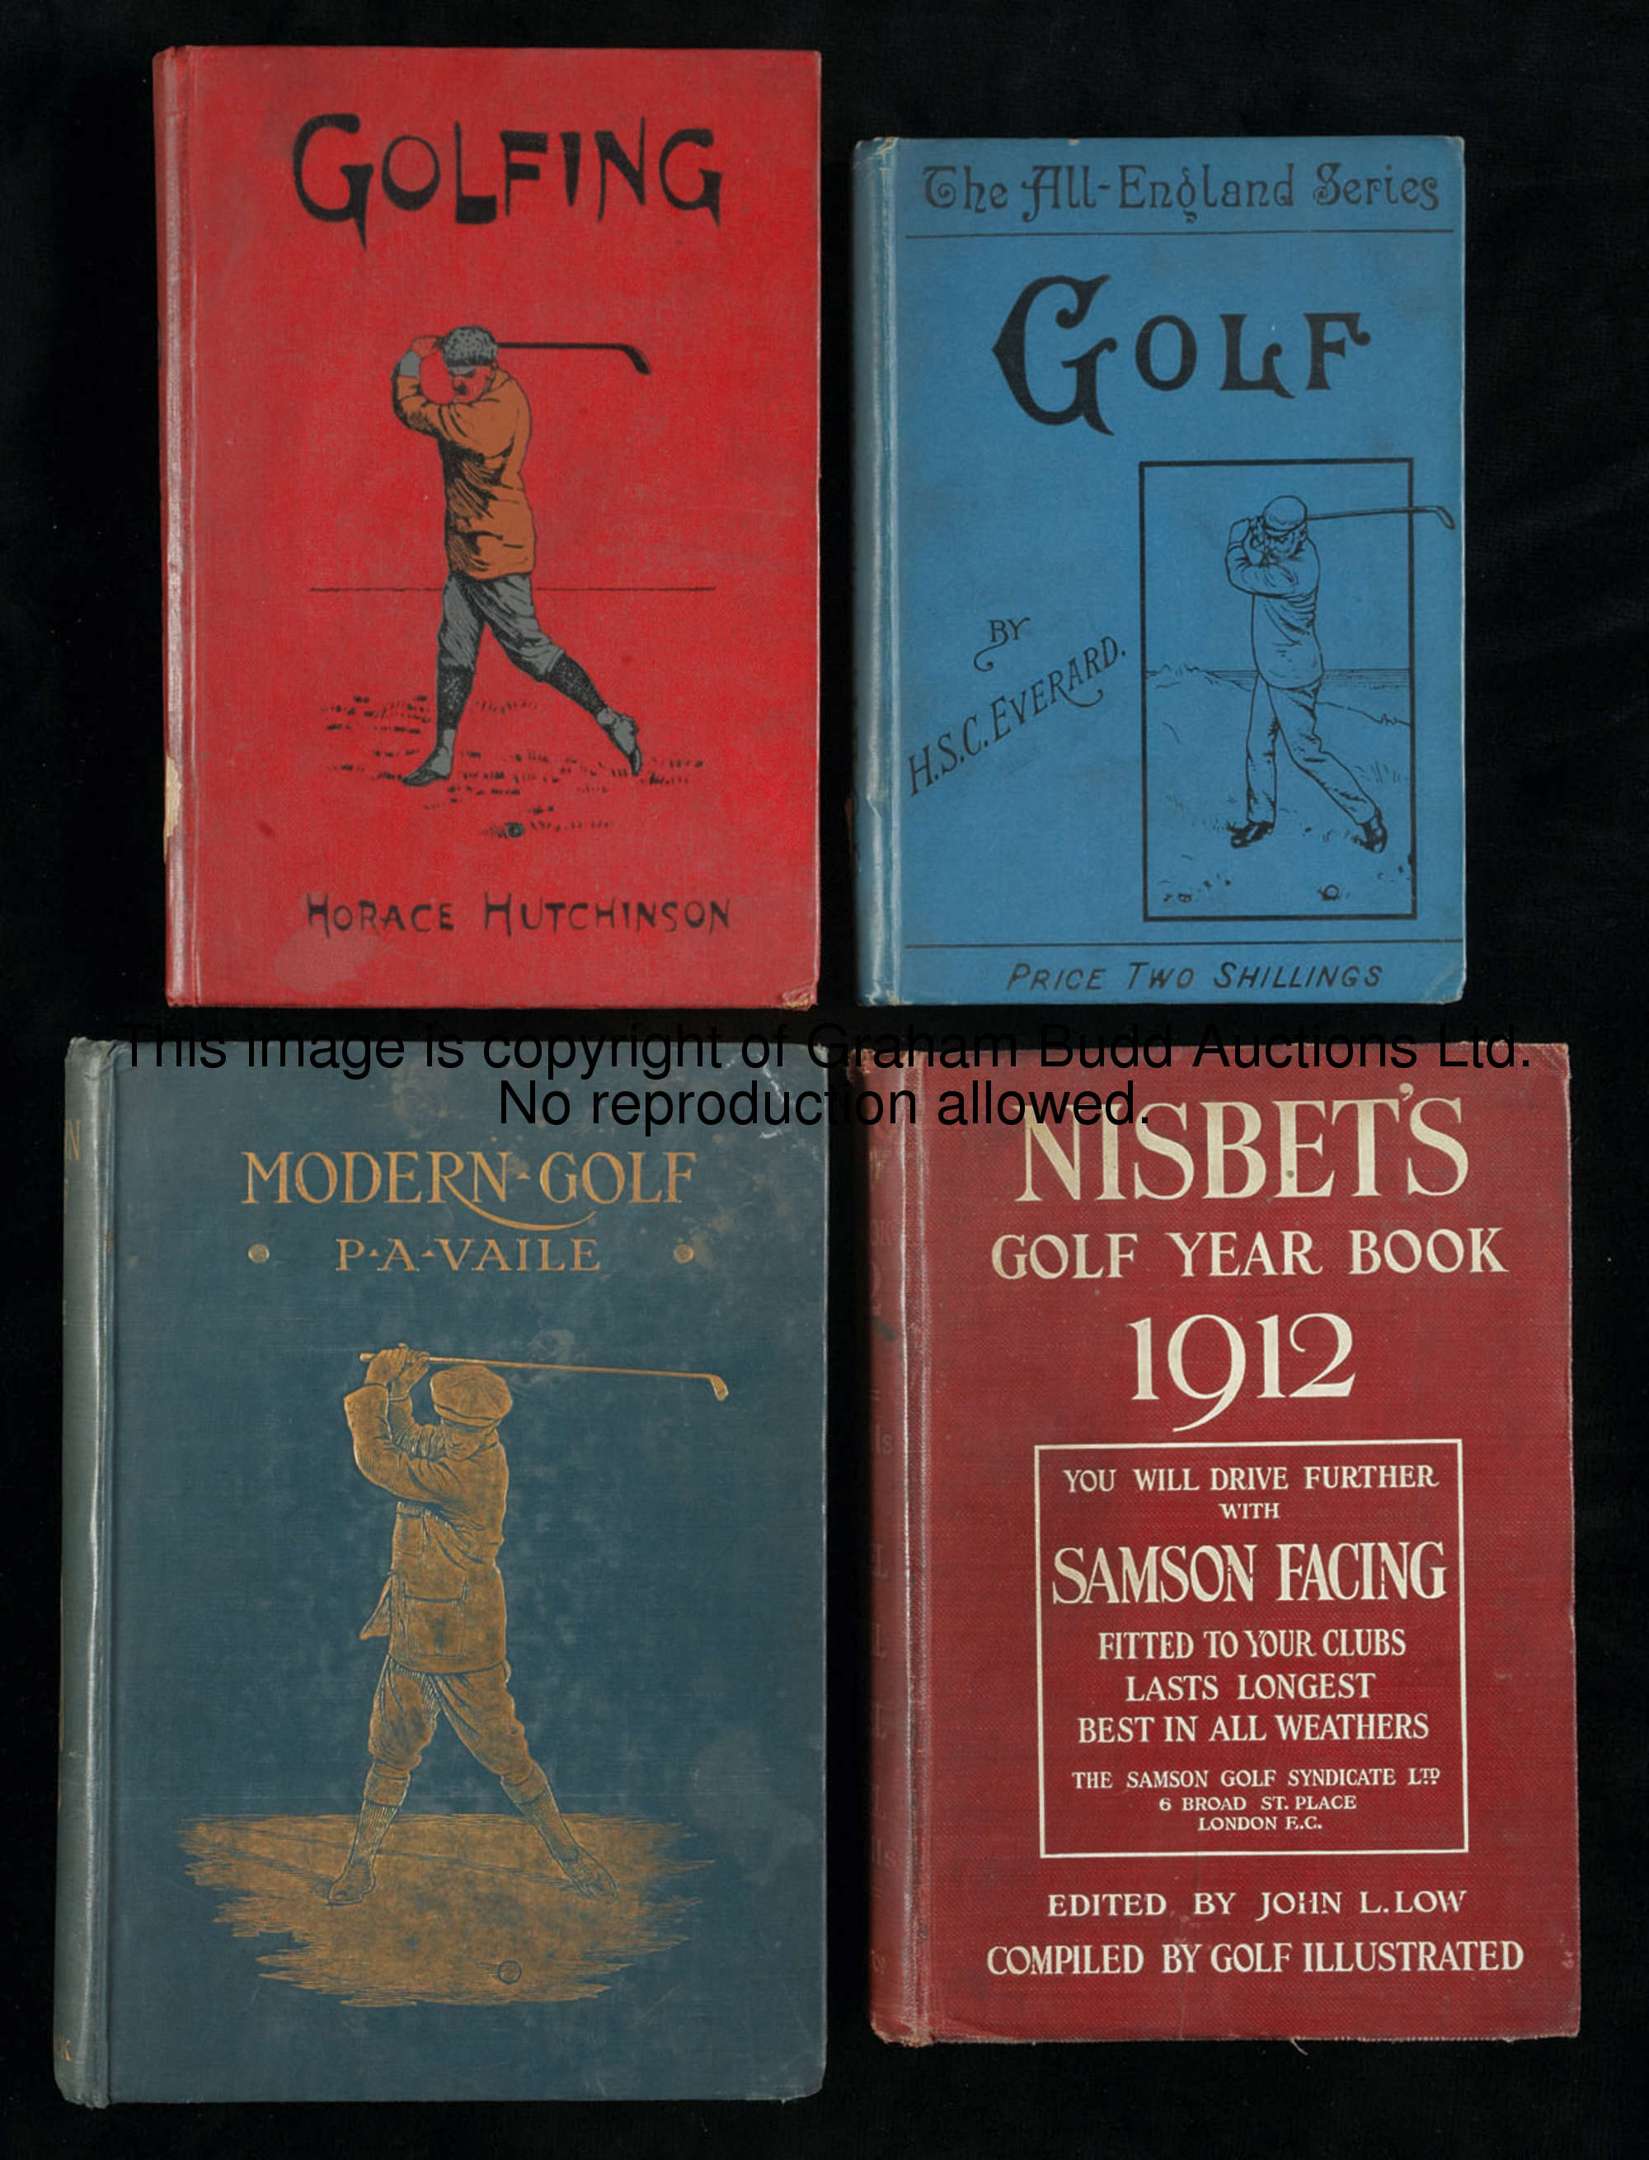 GOLFING
HORACE HUTCHINSON
The All-England Series
GOLF
BY
H.S.C. EVERARD.
PRICE TWO SHILLINGS
This image is copyright of Graham Budd Auctions Ltd.
No reproduction allowed.
MODERN-GOLF
P·A·VAILE
NISBET'S
GOLF YEAR BOOK
1912
YOU WILL DRIVE FURTHER
WITH
SAMSON FACING
FITTED TO YOUR CLUBS
LASTS LONGEST
BEST IN ALL WEATHERS
THE SAMSON GOLF SYNDICATE LTD
6 BROAD ST. PLACE
LONDON E.C.
EDITED BY JOHN L. LOW
COMPILED BY GOLF ILLUSTRATED